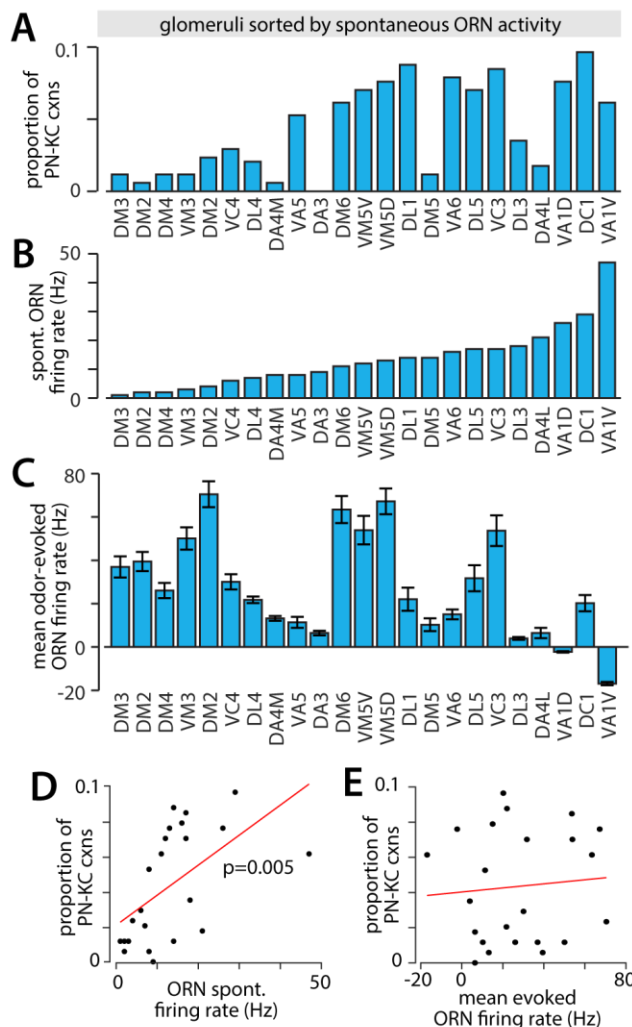 glomeruli sorted by spontaneous ORN activity
A
proportion of
PN-KC cxns
0.1
0
DM3 DM2 DM4 VM3 DM2 VC4 DL4 DA4M VA5 DA3 DM6 VM5V VM5D DL1 DM5 VA6 DL5 VC3 DL3 DA4L VA1D DC1 VA1V
B
spont. ORN
firing rate (Hz)
50
0
DM3 DM2 DM4 VM3 DM2 VC4 DL4 DA4M VA5 DA3 DM6 VM5V VM5D DL1 DM5 VA6 DL5 VC3 DL3 DA4L VA1D DC1 VA1V
C
mean odor-evoked
ORN firing rate (Hz)
80
0
-20
DM3 DM2 DM4 VM3 DM2 VC4 DL4 DA4M VA5 DA3 DM6 VM5V VM5D DL1 DM5 VA6 DL5 VC3 DL3 DA4L VA1D DC1 VA1V
D
proportion of
PN-KC cxns
0.1
0
p=0.005
0 50
ORN spont.
firing rate (Hz)
E
proportion of
PN-KC cxns
0.1
0
-20 0 80
mean evoked
ORN firing rate (Hz)